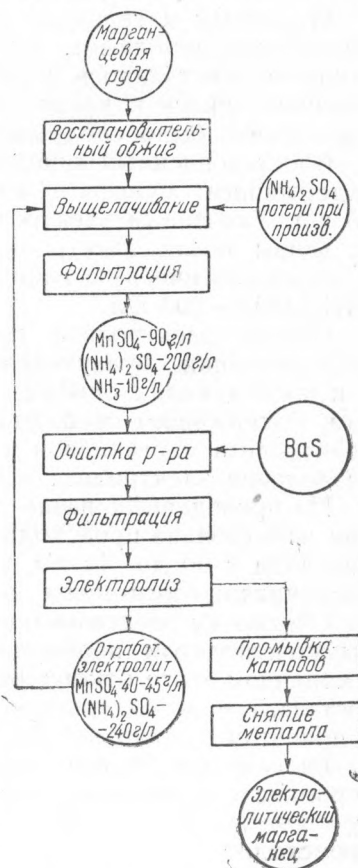 Марган-
цевая
руда
Восстановитель-
ный обжиг
Выщелачивание
(NH4)2SO4
потери при
произв.
Фильтрация
MnSO4-90г/л
(NH4)2SO4-200г/л
NH3-10г/л
Очистка р-ра
BaS
Фильтрация
Электролиз
Отработ.
электролит
MnSO4-40-45г/л
(NH4)2SO4-
-240г/л
Промывка
катодов
Снятие
металла
Электро-
литический
марга-
нец